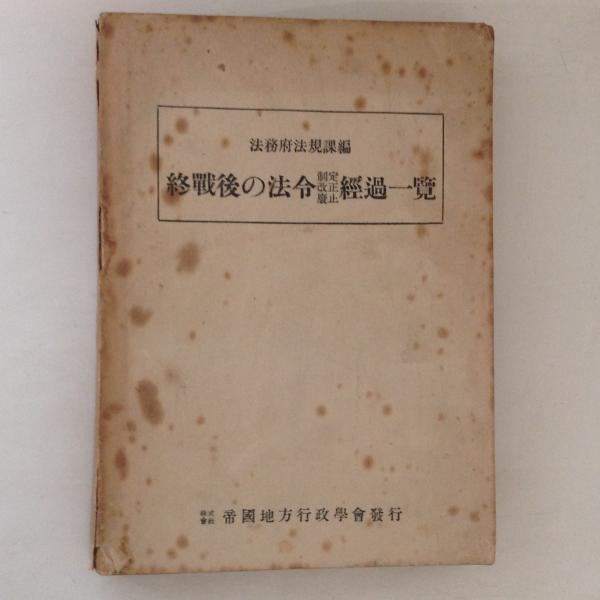 法務府法規課編
終戰後の法令制定改正廢止經過一覽
株式會社 帝國地方行政學會發行